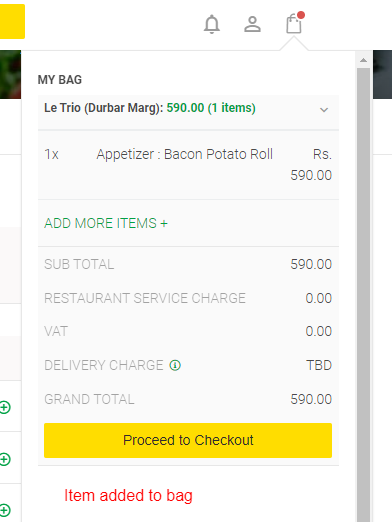 MY BAG
Le Trio (Durbar Marg): 590.00 (1 items)
1x Appetizer : Bacon Potato Roll Rs.
590.00
ADD MORE ITEMS +
SUB TOTAL 590.00
RESTAURANT SERVICE CHARGE 0.00
VAT 0.00
DELIVERY CHARGE TBD
GRAND TOTAL 590.00
Proceed to Checkout
Item added to bag